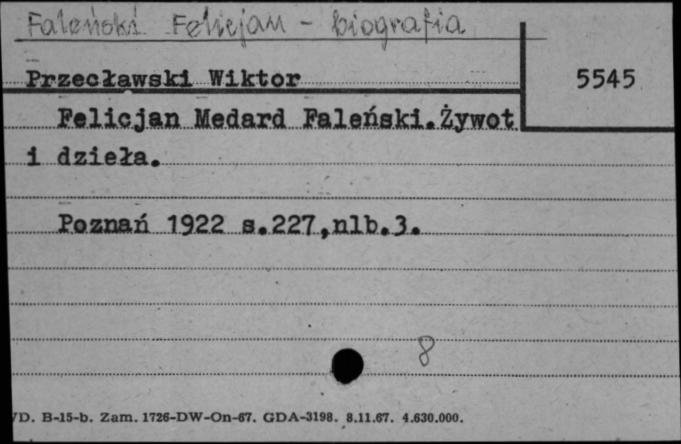 Faleński Felicjan - biografia
Przecławski Wiktor
5545
Felicjan Medard Faleński.Żywot
i dzieła.
Poznań 1922 s.227,nlb.3.
8
D. B-15-b. Zam. 1726-DW-On-67. GDA-3198. 8.11.67. 4.630.000.